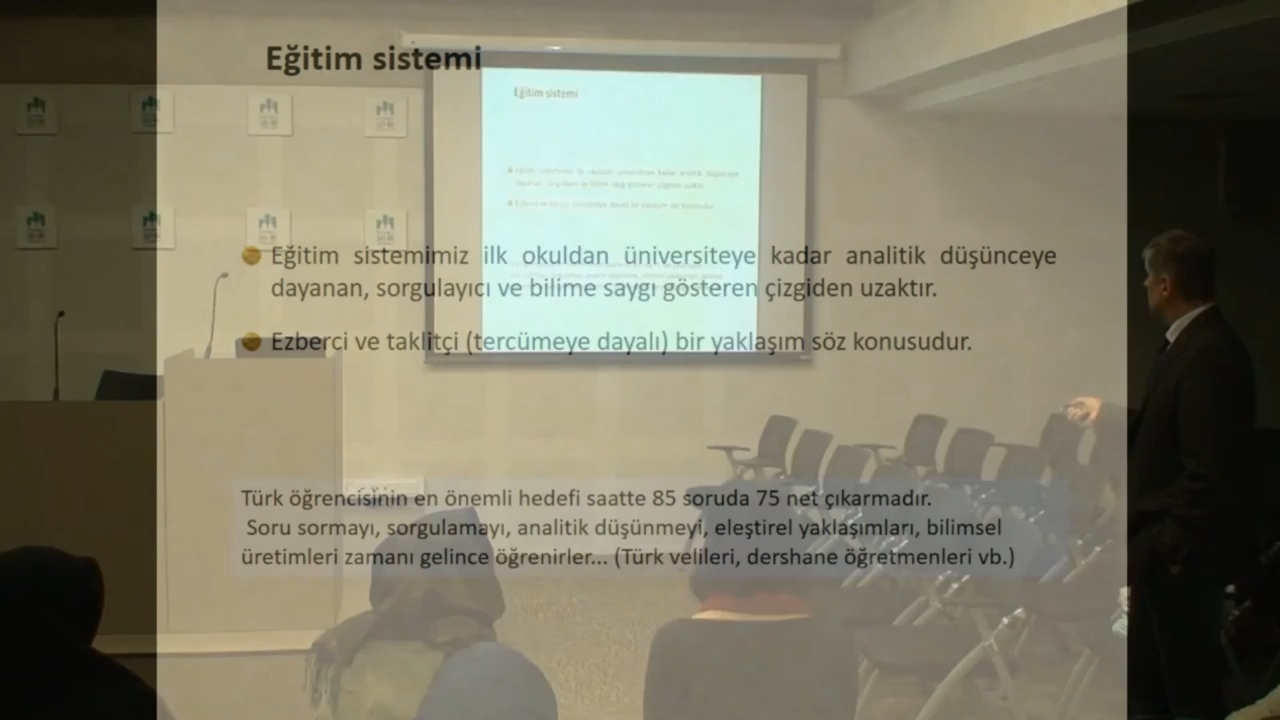 Eğitim sistemi
Eğitim sistemi
Eğitim sistemimiz ilk okuldan üniversiteye kadar analitik düşünceye
dayanan, sorgulayıcı ve bilime saygı gösteren çizgiden uzaktır.
Ezberci ve taklitçi (tercümeye dayalı) bir yaklaşım söz konusudur.
Türk öğrencisinin en önemli hedefi saatte 85 soruda 75 net çıkarmadır.
Soru sormayı, sorgulamayı, analitik düşünmeyi, eleştirel yaklaşımları, bilimsel
üretimleri zamanı gelince öğrenirler... (Türk velileri, dershane öğretmenleri vb.)